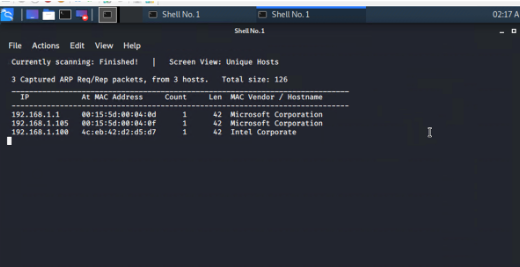 Shell No. 1
Shell No. 1
02:17 A
Shell No. 1
File Actions Edit View Help
Currently scanning: Finished! | Screen View: Unique Hosts
3 Captured ARP Req/Rep packets, from 3 hosts. Total size: 126
IP At MAC Address Count Len MAC Vendor / Hostname
192.168.1.1 00:15:5d:00:04:0d 1 42 Microsoft Corporation
192.168.1.105 00:15:5d:00:04:0f 1 42 Microsoft Corporation
192.168.1.100 4c:eb:42:d2:d5:d7 1 42 Intel Corporate